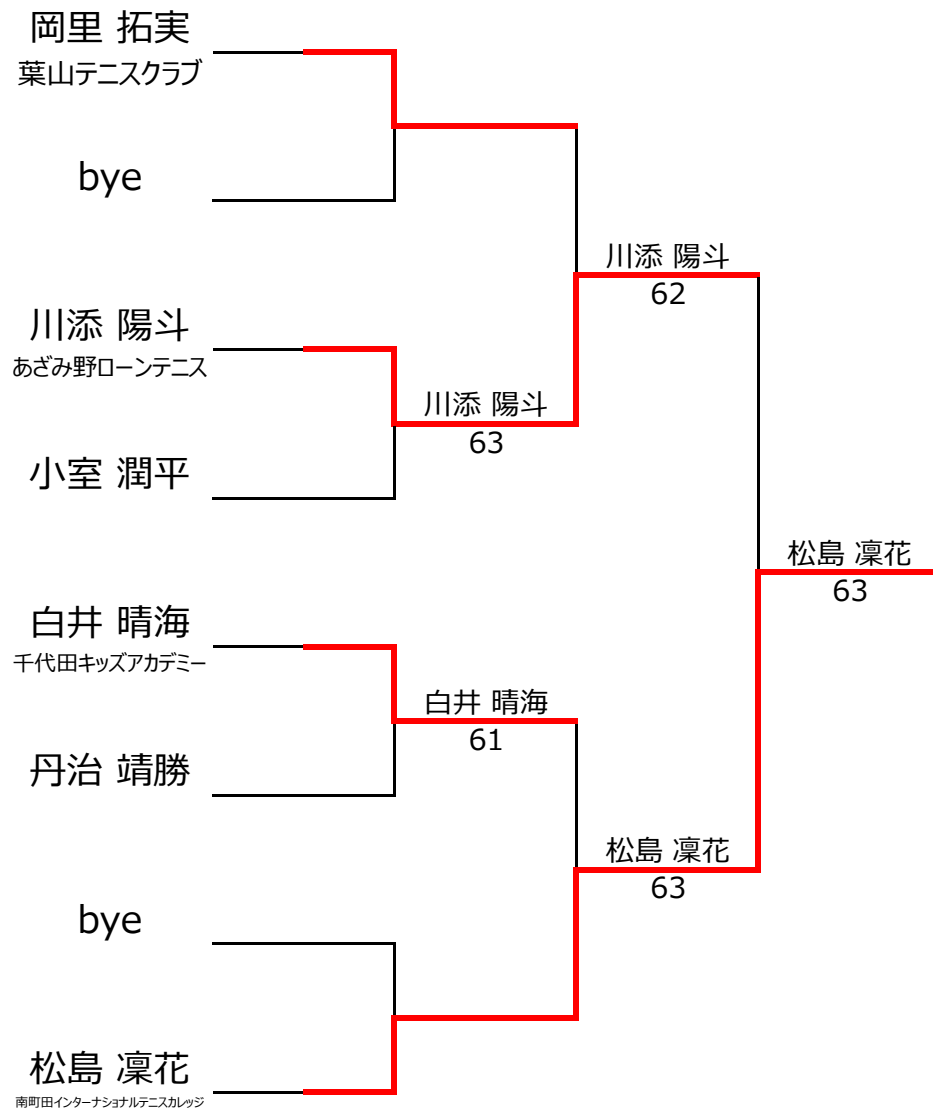 岡里 拓実
葉山テニスクラブ
bye
川添 陽斗
62
川添 陽斗
あざみ野ローンテニス
川添 陽斗
63
小室 潤平
松島 凜花
63
白井 晴海
千代田キッズアカデミー
白井 晴海
61
丹治 靖勝
松島 凜花
63
bye
松島 凜花
南町田インターナショナルテニスカレッジ